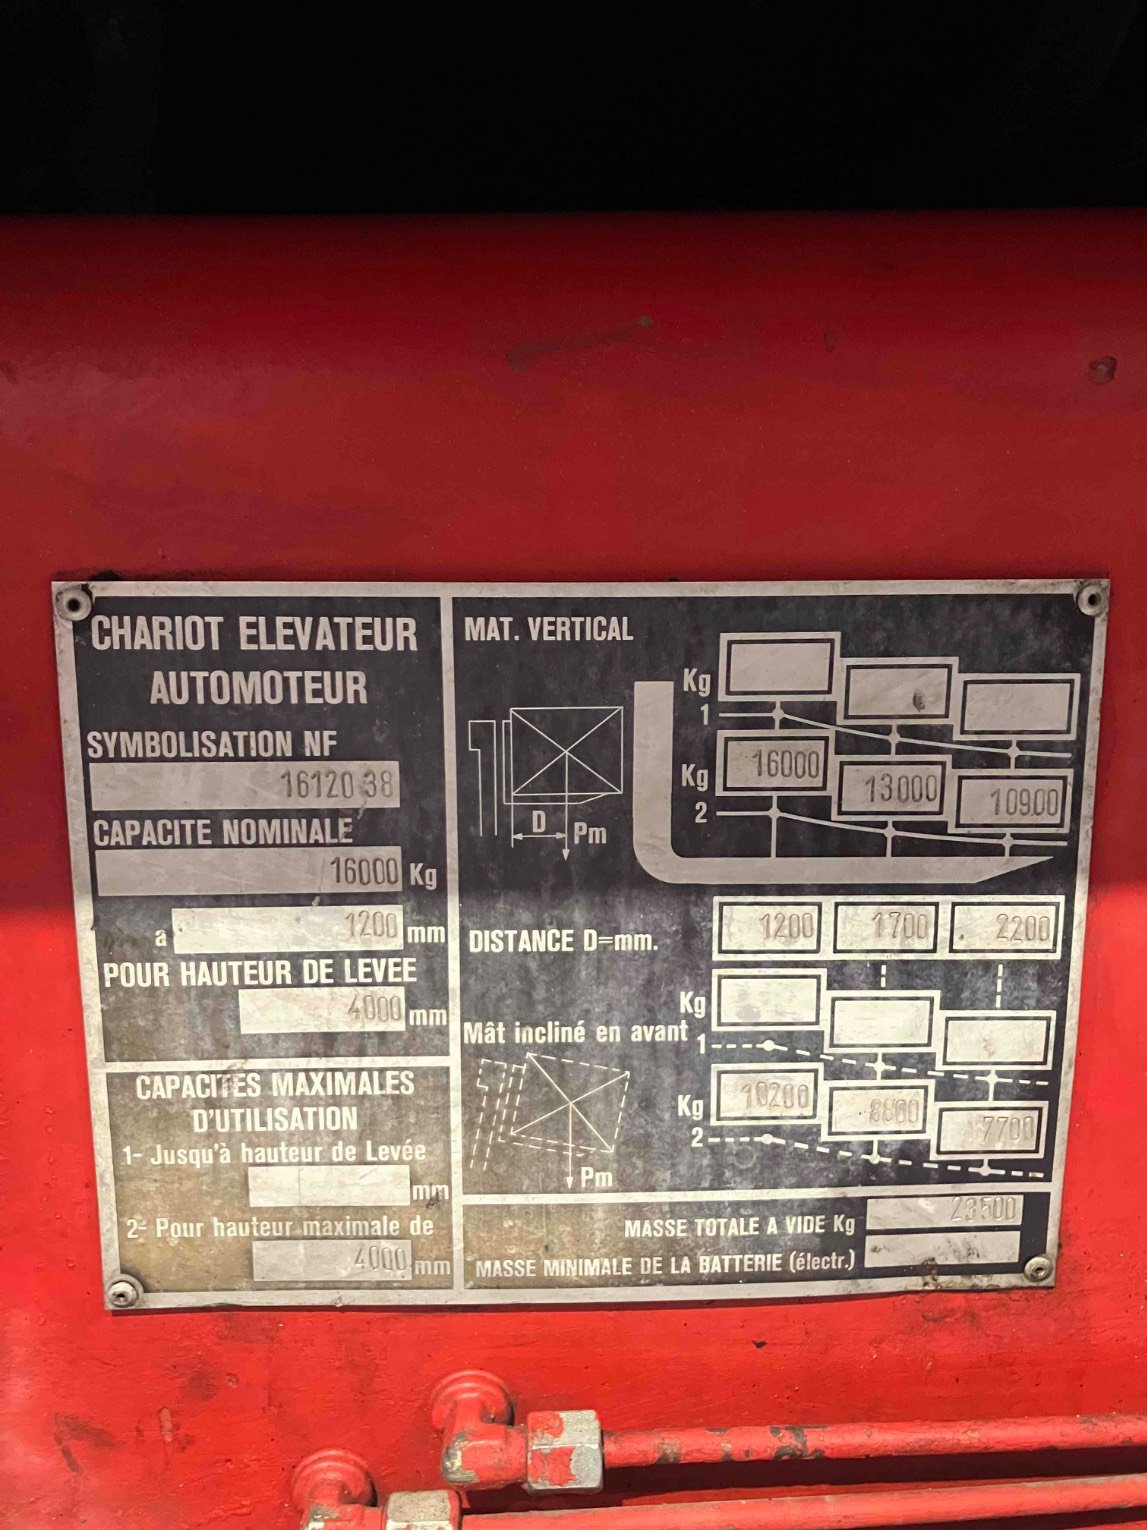 CHARIOT ELEVATEUR
AUTOMOTEUR
SYMBOLISATION NF
16120 38
CAPACITE NOMINALE
16000 Kg
a 1200 mm
POUR HAUTEUR DE LEVEE
4000 mm
CAPACITES MAXIMALES
D'UTILISATION
1- Jusqu'à hauteur de Levée
mm
2- Pour hauteur maximale de
4000 mm
MAT. VERTICAL
Kg
1
Kg 16000 13000 10900
2
D Pm
DISTANCE D=mm. 1200 1700 2200
Kg
Mât incliné en avant 1
Kg 10200 7700
2
Pm
MASSE TOTALE A VIDE Kg 23500
MASSE MINIMALE DE LA BATTERIE (électr.)